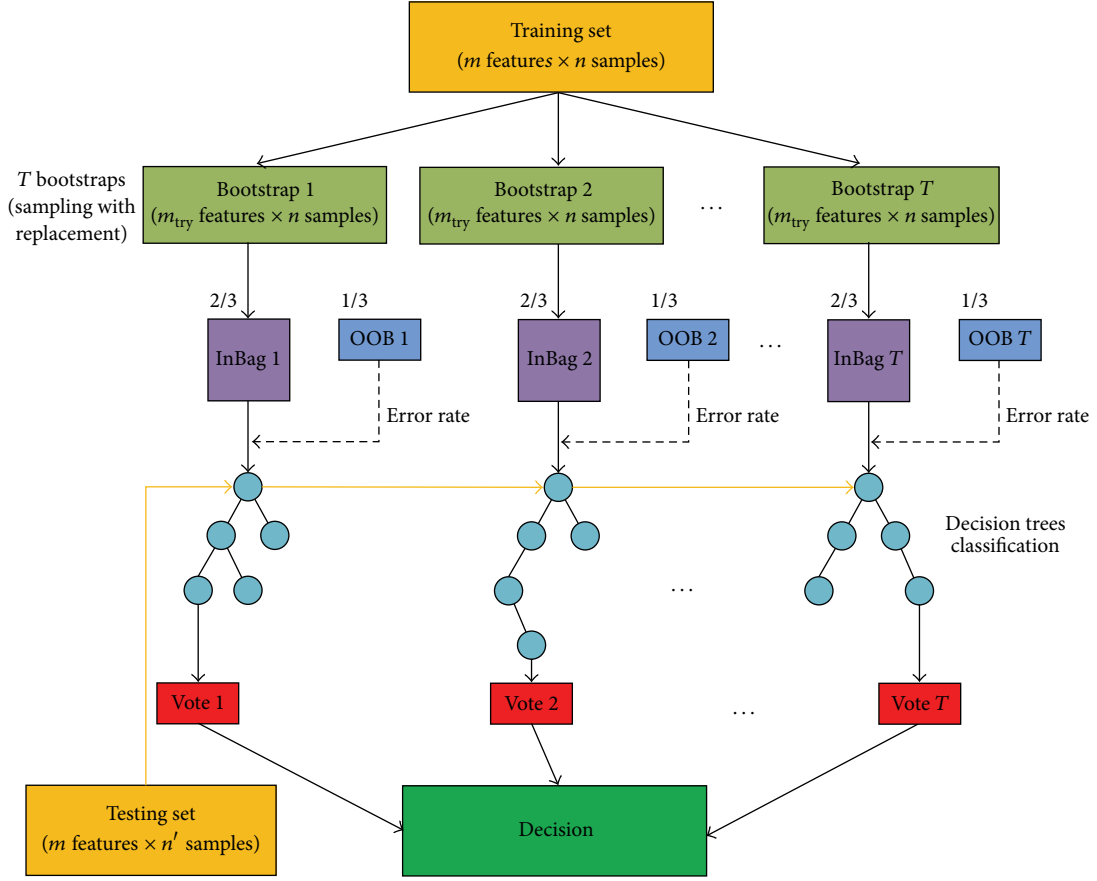 Training set
(m features × n samples)
T bootstraps
(sampling with
replacement)
Bootstrap 1
(m_try features × n samples)
Bootstrap 2
(m_try features × n samples)
...
Bootstrap T
(m_try features × n samples)
2/3
1/3
2/3
1/3
2/3
1/3
InBag 1
OOB 1
InBag 2
OOB 2
...
InBag T
OOB T
Error rate
Error rate
Error rate
Decision trees
classification
...
Vote 1
Vote 2
...
Vote T
Testing set
(m features × n′ samples)
Decision